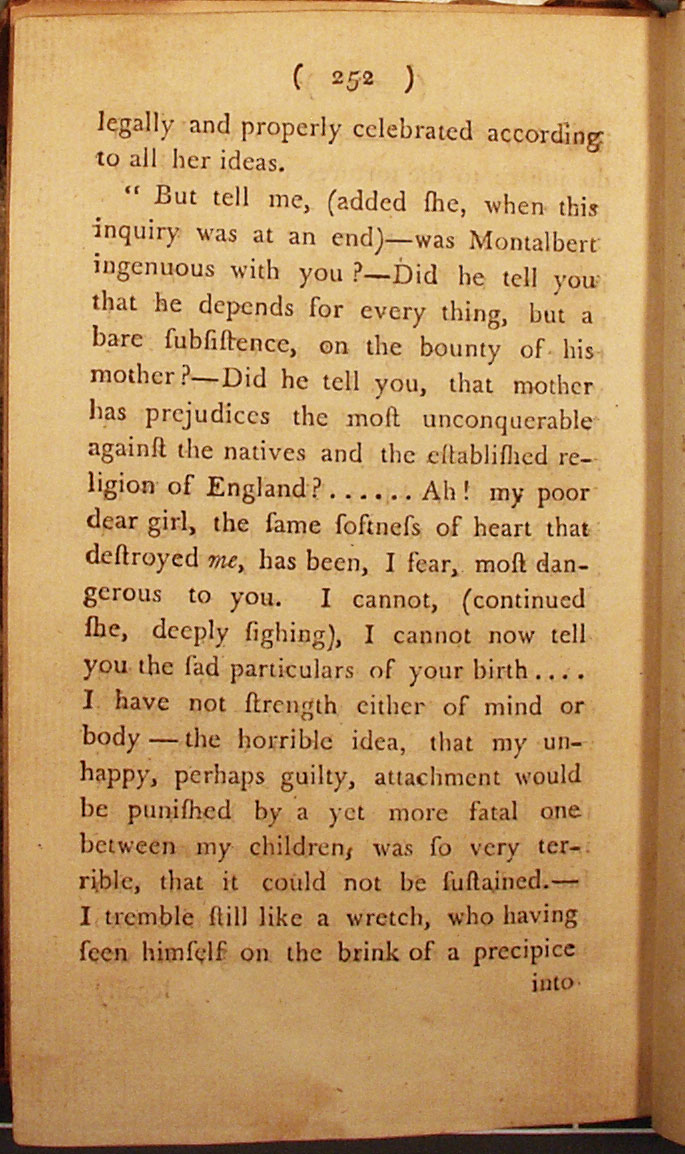 ( 252 )
legally and properly celebrated according
to all her ideas.
“ But tell me, (added ſhe, when this
inquiry was at an end)—was Montalbert
ingenuous with you ?—Did he tell you
that he depends for every thing, but a
bare ſubſiſtence, on the bounty of his
mother ?—Did he tell you, that mother
has prejudices the moſt unconquerable
againſt the natives and the eſtabliſhed re-
ligion of England ? . . . . . . Ah ! my poor
dear girl, the ſame ſoftneſs of heart that
deſtroyed me, has been, I fear, moſt dan-
gerous to you. I cannot, (continued
ſhe, deeply ſighing), I cannot now tell
you the ſad particulars of your birth . . . .
I have not ſtrength either of mind or
body — the horrible idea, that my un-
happy, perhaps guilty, attachment would
be puniſhed by a yet more fatal one
between my children, was ſo very ter-
rible, that it could not be ſuſtained.—
I tremble ſtill like a wretch, who having
ſeen himſelf on the brink of a precipice
into